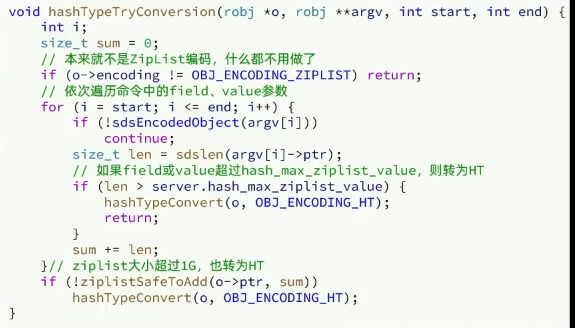 void hashTypeTryConversion(robj *o, robj **argv, int start, int end) {
    int i;
    size_t sum = 0;
    // 本来就不是ZipList编码，什么都不用做了
    if (o->encoding != OBJ_ENCODING_ZIPLIST) return;
    // 依次遍历命令中的field、value参数
    for (i = start; i <= end; i++) {
        if (!sdsEncodedObject(argv[i]))
            continue;
        size_t len = sdslen(argv[i]->ptr);
        // 如果field或value超过hash_max_ziplist_value，则转为HT
        if (len > server.hash_max_ziplist_value) {
            hashTypeConvert(o, OBJ_ENCODING_HT);
            return;
        }
        sum += len;
    }// ziplist大小超过1G，也转为HT
    if (!ziplistSafeToAdd(o->ptr, sum))
        hashTypeConvert(o, OBJ_ENCODING_HT);
}